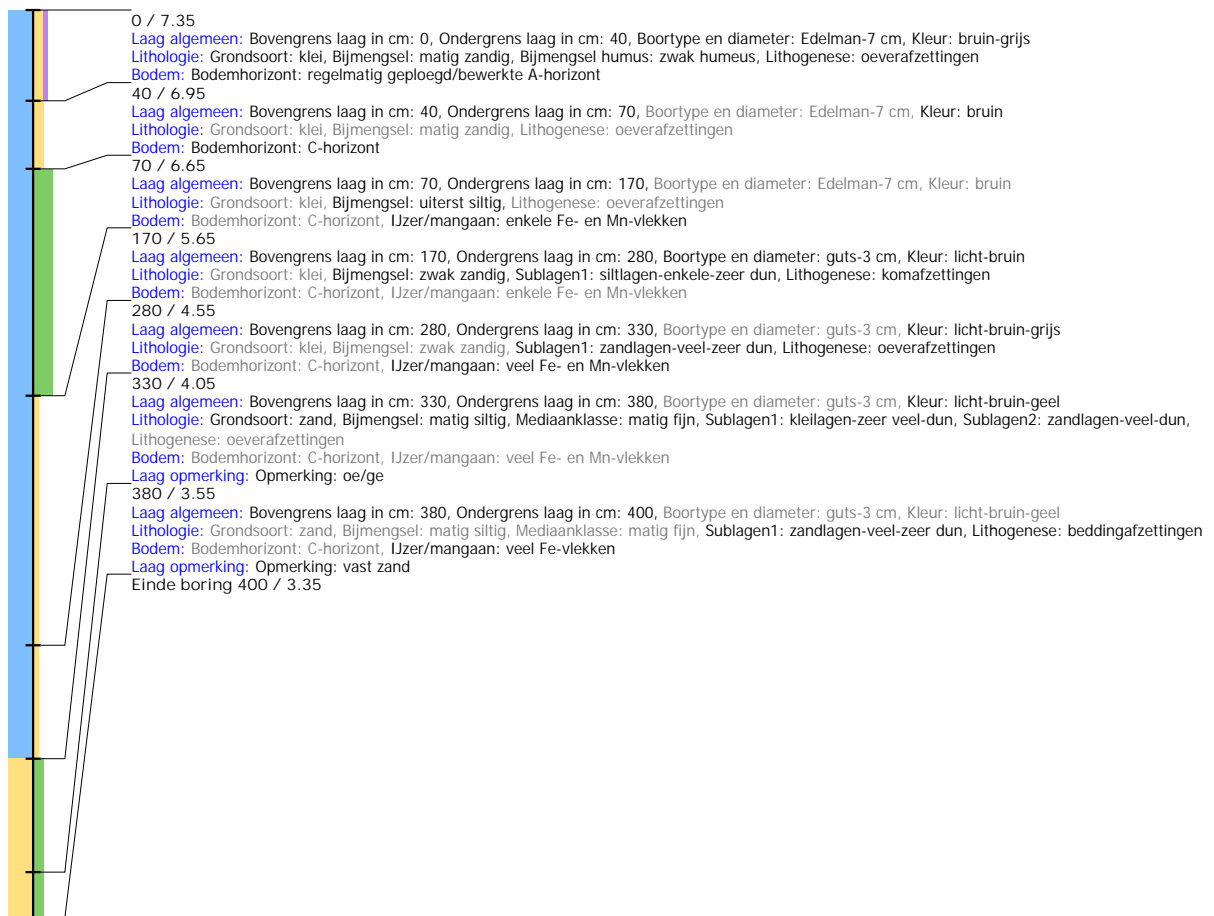 0 / 7.35
Laag algemeen: Bovengrens laag in cm: 0, Ondergrens laag in cm: 40, Boortype en diameter: Edelman-7 cm, Kleur: bruin-grijs
Lithologie: Grondsoort: klei, Bijmengsel: matig zandig, Bijmengsel humus: zwak humeus, Lithogenese: oeverafzettingen
Bodem: Bodemhorizont: regelmatig geploegd/bewerkte A-horizont
40 / 6.95
Laag algemeen: Bovengrens laag in cm: 40, Ondergrens laag in cm: 70, Boortype en diameter: Edelman-7 cm, Kleur: bruin
Lithologie: Grondsoort: klei, Bijmengsel: matig zandig, Lithogenese: oeverafzettingen
Bodem: Bodemhorizont: C-horizont
70 / 6.65
Laag algemeen: Bovengrens laag in cm: 70, Ondergrens laag in cm: 170, Boortype en diameter: Edelman-7 cm, Kleur: bruin
Lithologie: Grondsoort: klei, Bijmengsel: uiterst siltig, Lithogenese: oeverafzettingen
Bodem: Bodemhorizont: C-horizont, IJzer/mangaan: enkele Fe- en Mn-vlekken
170 / 5.65
Laag algemeen: Bovengrens laag in cm: 170, Ondergrens laag in cm: 280, Boortype en diameter: guts-3 cm, Kleur: licht-bruin
Lithologie: Grondsoort: klei, Bijmengsel: zwak zandig, Sublagen1: siltlagen-enkele-zeer dun, Lithogenese: komafzettingen
Bodem: Bodemhorizont: C-horizont, IJzer/mangaan: enkele Fe- en Mn-vlekken
280 / 4.55
Laag algemeen: Bovengrens laag in cm: 280, Ondergrens laag in cm: 330, Boortype en diameter: guts-3 cm, Kleur: licht-bruin-grijs
Lithologie: Grondsoort: klei, Bijmengsel: zwak zandig, Sublagen1: zandlagen-veel-zeer dun, Lithogenese: oeverafzettingen
Bodem: Bodemhorizont: C-horizont, IJzer/mangaan: veel Fe- en Mn-vlekken
330 / 4.05
Laag algemeen: Bovengrens laag in cm: 330, Ondergrens laag in cm: 380, Boortype en diameter: guts-3 cm, Kleur: licht-bruin-geel
Lithologie: Grondsoort: zand, Bijmengsel: matig siltig, Mediaanklasse: matig fijn, Sublagen1: kleilagen-zeer veel-dun, Sublagen2: zandlagen-veel-dun,
Lithogenese: oeverafzettingen
Bodem: Bodemhorizont: C-horizont, IJzer/mangaan: veel Fe- en Mn-vlekken
Laag opmerking: Opmerking: oe/ge
380 / 3.55
Laag algemeen: Bovengrens laag in cm: 380, Ondergrens laag in cm: 400, Boortype en diameter: guts-3 cm, Kleur: licht-bruin-geel
Lithologie: Grondsoort: zand, Bijmengsel: matig siltig, Mediaanklasse: matig fijn, Sublagen1: zandlagen-veel-zeer dun, Lithogenese: beddingafzettingen
Bodem: Bodemhorizont: C-horizont, IJzer/mangaan: veel Fe-vlekken
Laag opmerking: Opmerking: vast zand
Einde boring 400 / 3.35